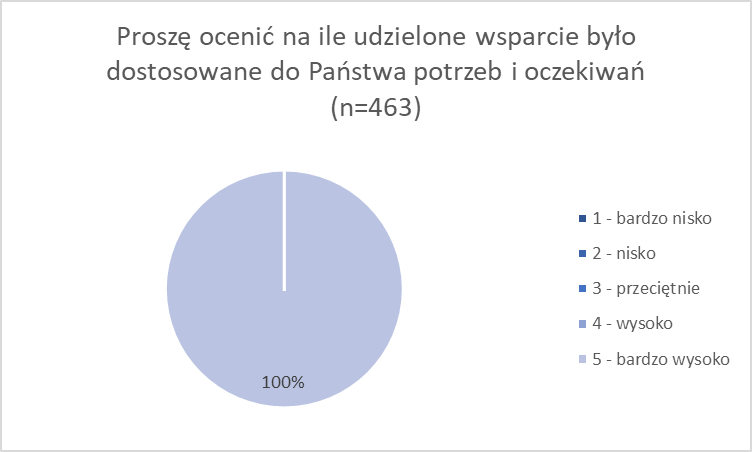 Proszę ocenić na ile udzielone wsparcie było
dostosowane do Państwa potrzeb i oczekiwań
(n=463)
1 - bardzo nisko
2 - nisko
3 - przeciętnie
4 - wysoko
5 - bardzo wysoko
100%